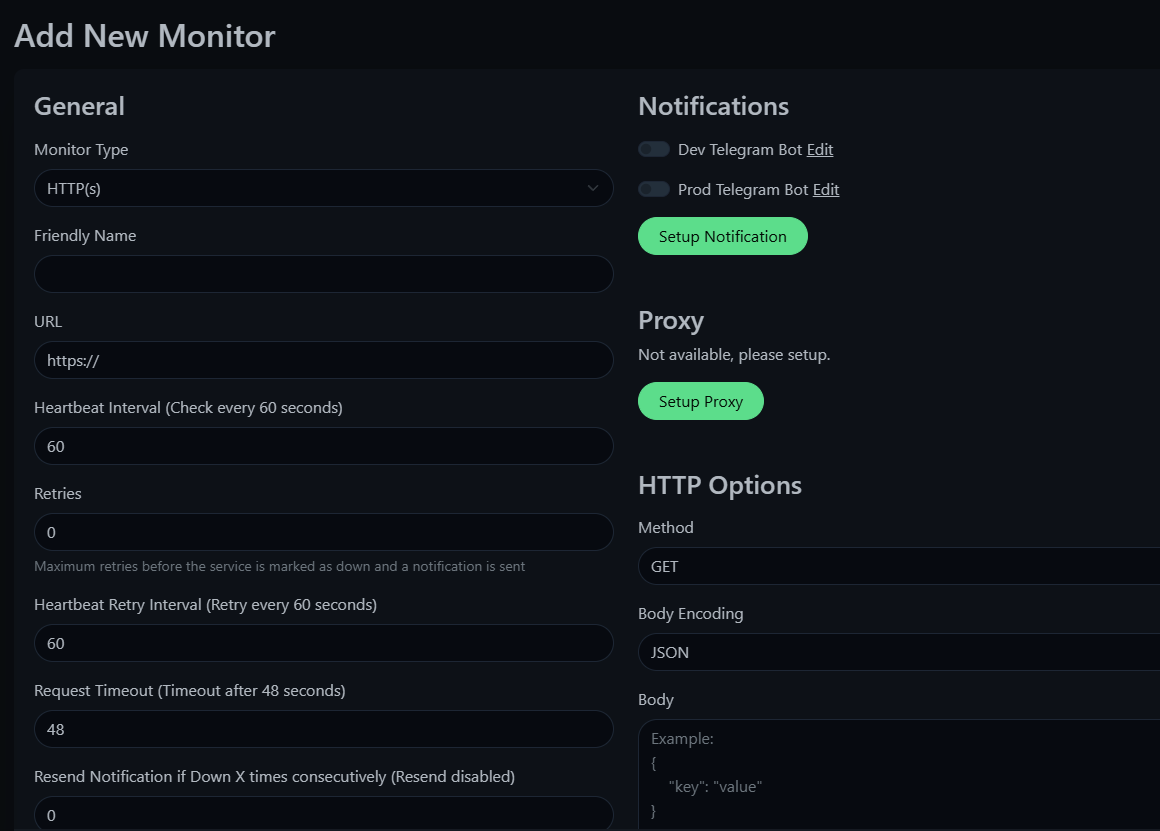 Add New Monitor
General
Monitor Type
HTTP(s)
Friendly Name
URL
https://
Heartbeat Interval (Check every 60 seconds)
60
Retries
0
Maximum retries before the service is marked as down and a notification is sent
Heartbeat Retry Interval (Retry every 60 seconds)
60
Request Timeout (Timeout after 48 seconds)
48
Resend Notification if Down X times consecutively (Resend disabled)
0
Notifications
Dev Telegram Bot Edit
Prod Telegram Bot Edit
Setup Notification
Proxy
Not available, please setup.
Setup Proxy
HTTP Options
Method
GET
Body Encoding
JSON
Body
Example:
{
"key": "value"
}